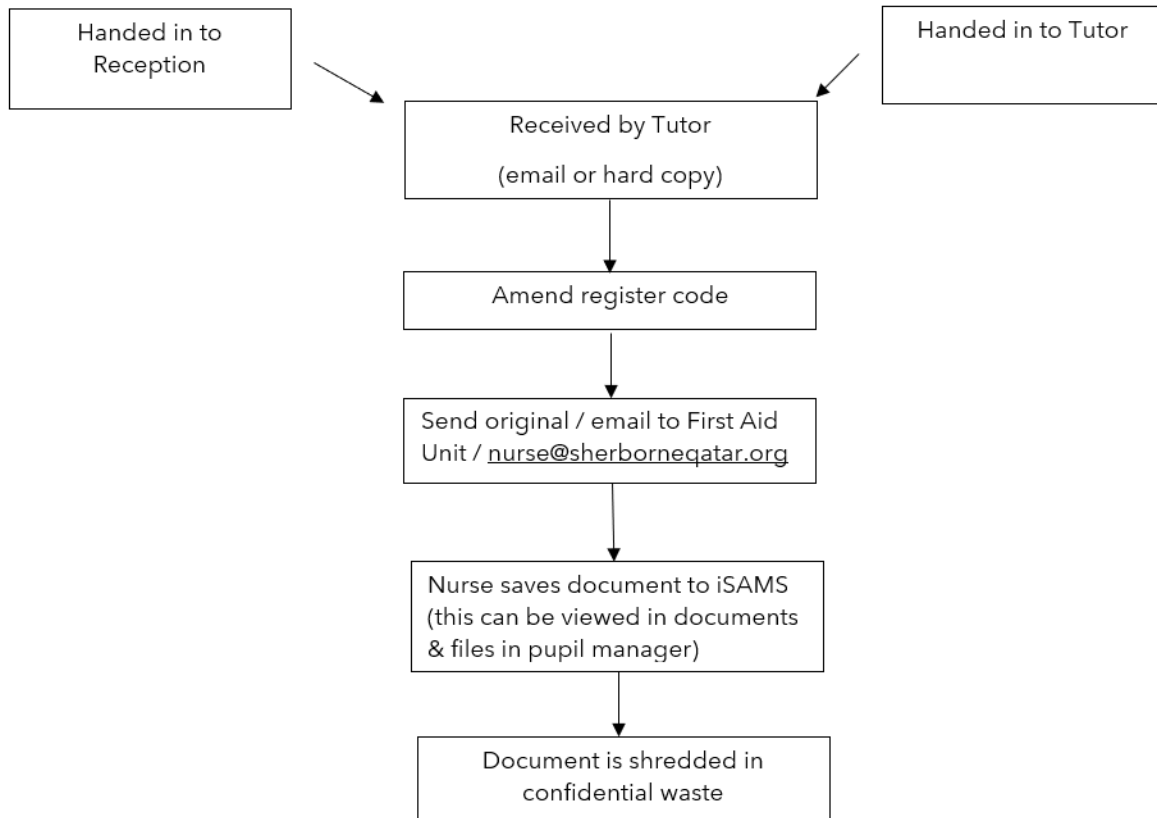 Handed in to
Reception
Handed in to Tutor
Received by Tutor
(email or hard copy)
Amend register code
Send original / email to First Aid
Unit / nurse@sherborneqatar.org
Nurse saves document to iSAMS
(this can be viewed in documents
& files in pupil manager)
Document is shredded in
confidential waste